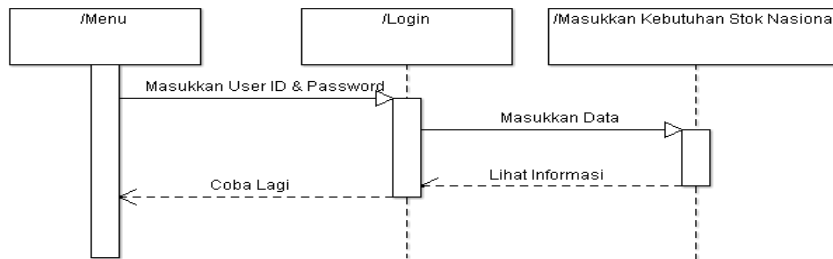 /Menu
/Login
/Masukkan Kebutuhan Stok Nasiona
Masukkan User ID & Password
Masukkan Data
Lihat Informasi
Coba Lagi